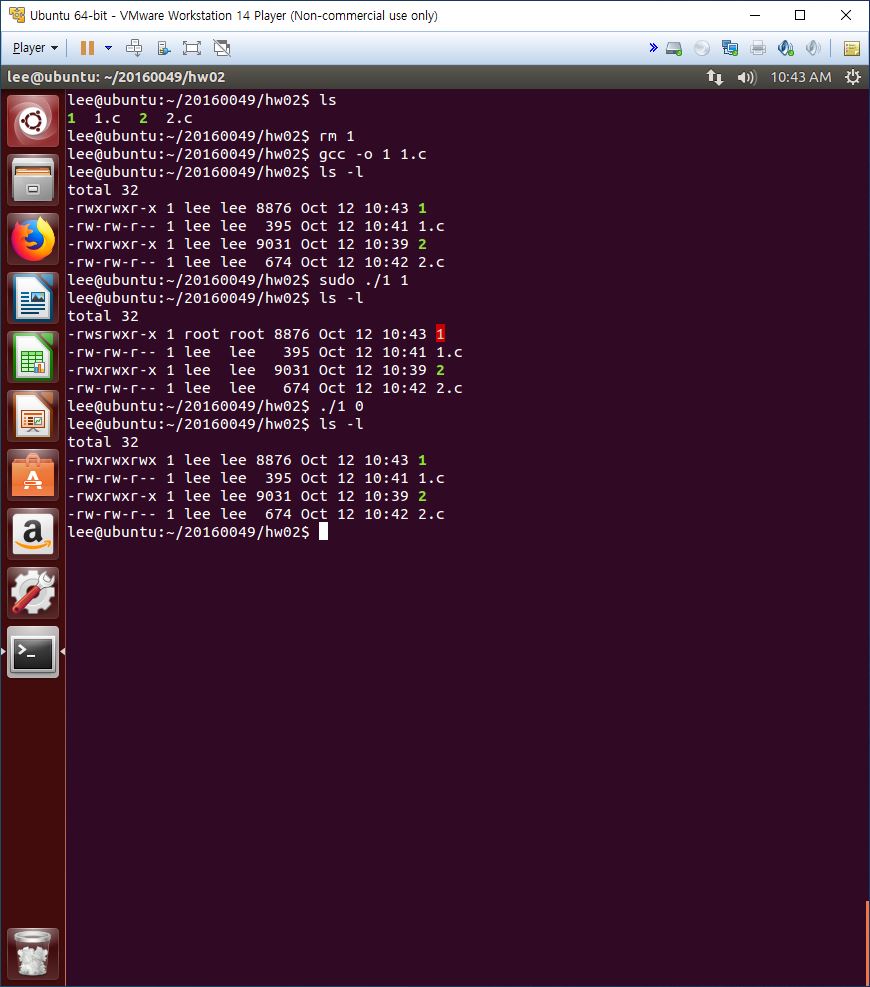 Ubuntu 64-bit - VMware Workstation 14 Player (Non-commercial use only)
Player
lee@ubuntu: ~/20160049/hw02
10:43 AM
lee@ubuntu:~/20160049/hw02$ ls
1  1.c  2  2.c
lee@ubuntu:~/20160049/hw02$ rm 1
lee@ubuntu:~/20160049/hw02$ gcc -o 1 1.c
lee@ubuntu:~/20160049/hw02$ ls -l
total 32
-rwxrwxr-x 1 lee lee 8876 Oct 12 10:43 1
-rw-rw-r-- 1 lee lee  395 Oct 12 10:41 1.c
-rwxrwxr-x 1 lee lee 9031 Oct 12 10:39 2
-rw-rw-r-- 1 lee lee  674 Oct 12 10:42 2.c
lee@ubuntu:~/20160049/hw02$ sudo ./1 1
lee@ubuntu:~/20160049/hw02$ ls -l
total 32
-rwsrwxr-x 1 root root 8876 Oct 12 10:43 1
-rw-rw-r-- 1 lee  lee   395 Oct 12 10:41 1.c
-rwxrwxr-x 1 lee  lee  9031 Oct 12 10:39 2
-rw-rw-r-- 1 lee  lee   674 Oct 12 10:42 2.c
lee@ubuntu:~/20160049/hw02$ ./1 0
lee@ubuntu:~/20160049/hw02$ ls -l
total 32
-rwxrwxrwx 1 lee lee 8876 Oct 12 10:43 1
-rw-rw-r-- 1 lee lee  395 Oct 12 10:41 1.c
-rwxrwxr-x 1 lee lee 9031 Oct 12 10:39 2
-rw-rw-r-- 1 lee lee  674 Oct 12 10:42 2.c
lee@ubuntu:~/20160049/hw02$